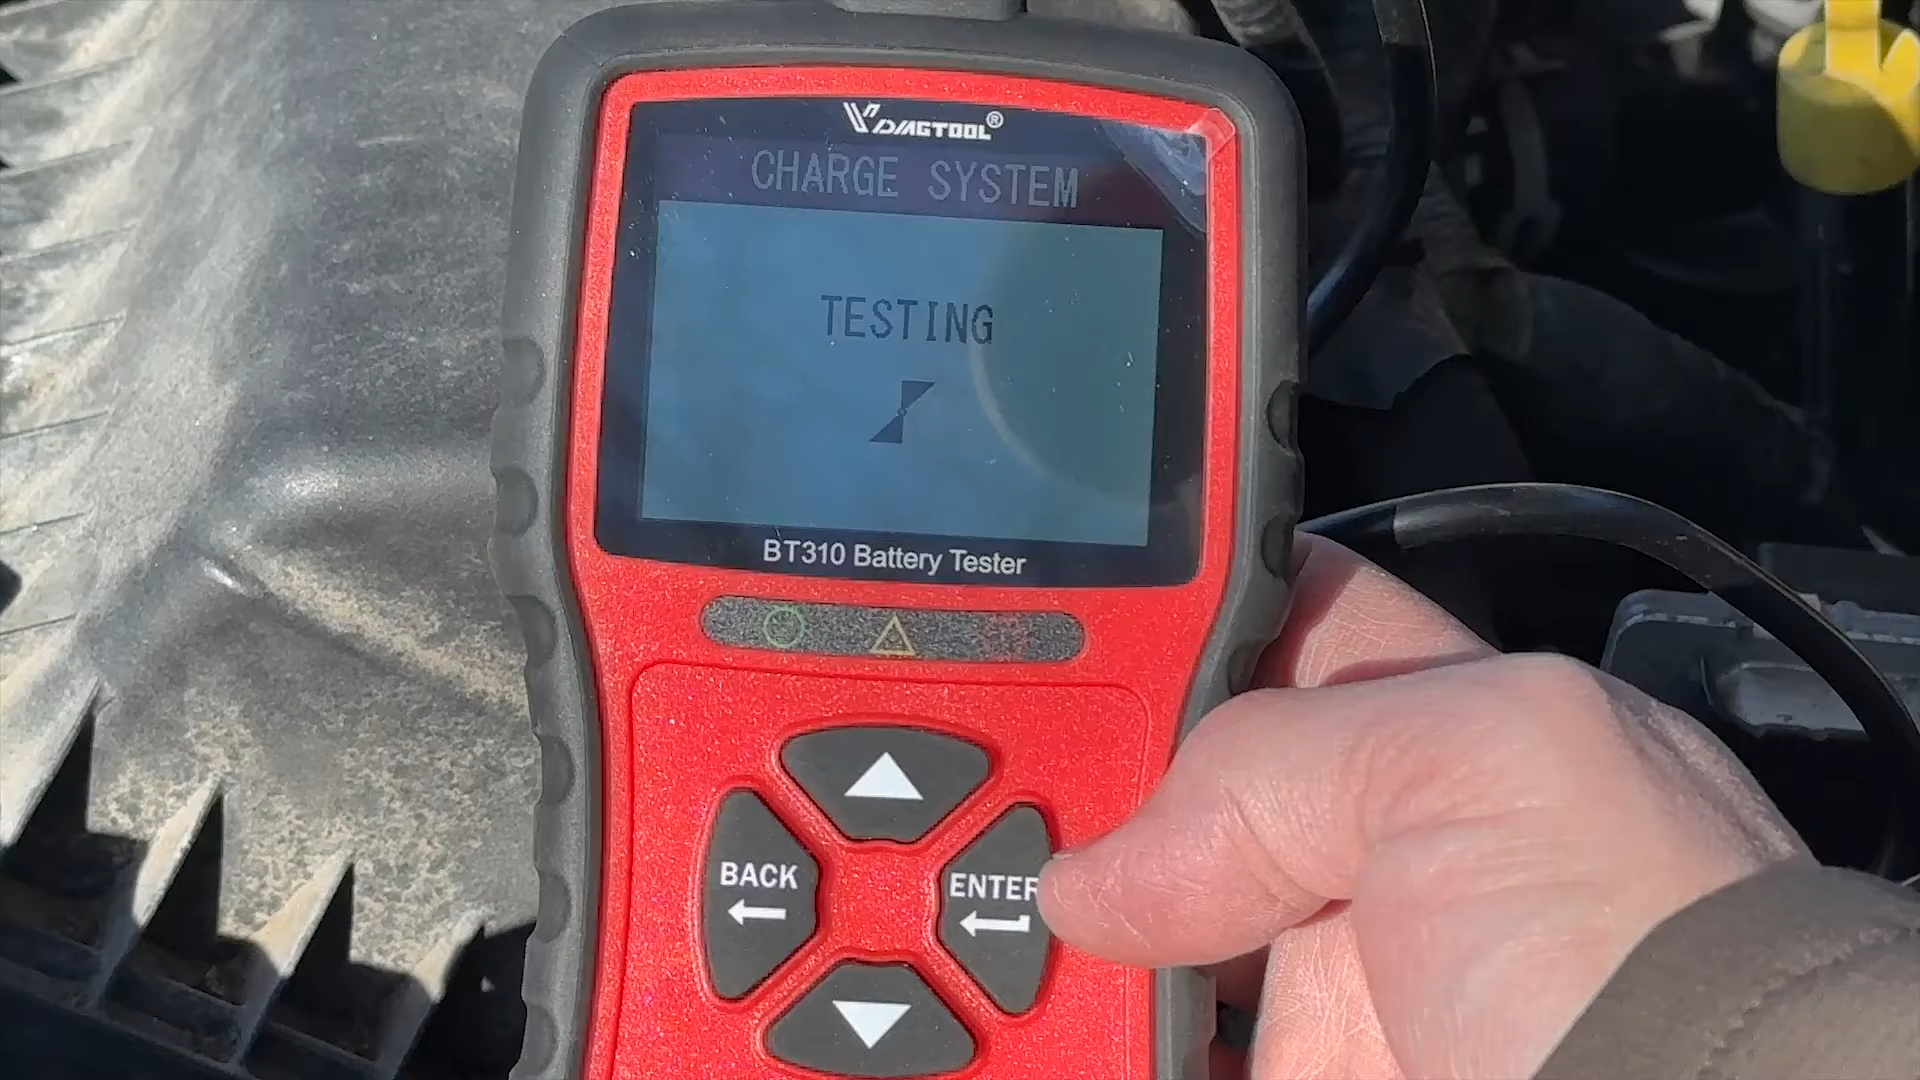 VDIAGTOOL®
CHARGE SYSTEM
TESTING
BT310 Battery Tester
BACK
ENTER